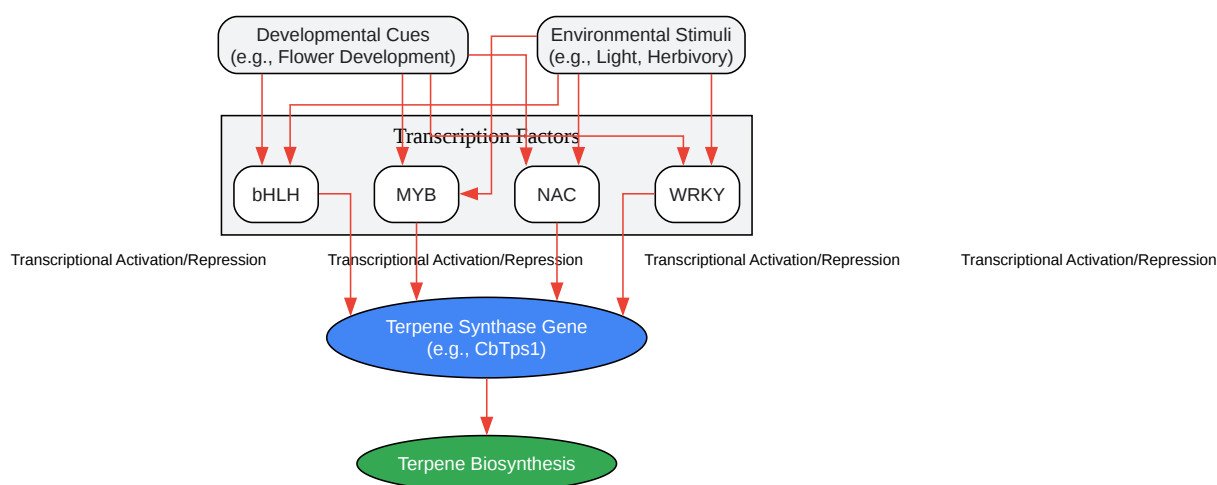 Developmental Cues
(e.g., Flower Development)
Environmental Stimuli
(e.g., Light, Herbivory)
Transcription Factors
bHLH
MYB
NAC
WRKY
Transcriptional Activation/Repression
Transcriptional Activation/Repression
Transcriptional Activation/Repression
Transcriptional Activation/Repression
Terpene Synthase Gene
(e.g., CbTps1)
Terpene Biosynthesis